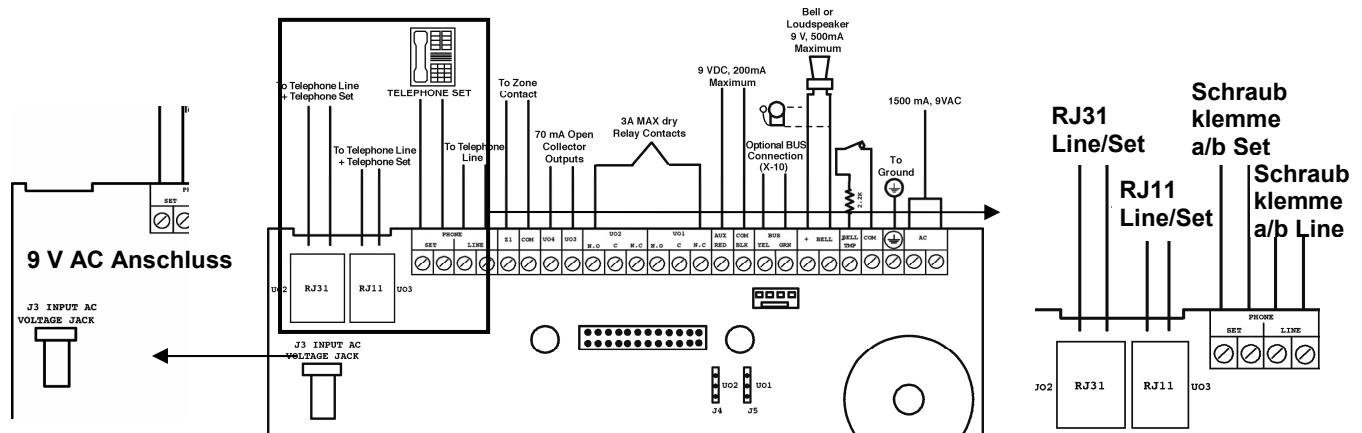 SET
9 V AC Anschluss
J3 INPUT AC
VOLTAGE JACK
To Telephone Line
+ Telephone Set
TELEPHONE SET
To Telephone Line
+ Telephone Set
To Telephone
Line
To Zone
Contact
70 mA Open
Collector
Outputs
3A MAX dry
Relay Contacts
9 VDC, 200mA
Maximum
Bell or
Loudspeaker
9 V, 500mA
Maximum
Optional BUS
Connection
(X-10)
2.2K
To
Ground
1500 mA, 9VAC
PHONE
SET LINE
Z1 COM UO4 UO3
UO2
N.O C N.C
UO1
N.O C N.C
AUX COM
RED BLK
BUS
YEL GRN
+ BELL
BELL
TMP
COM
AC
UO2 RJ31 RJ11 UO3
J3 INPUT AC
VOLTAGE JACK
UO2 UO1
J4 J5
RJ31
Line/Set
RJ11
Line/Set
Schraub
klemme
a/b Set
Schraub
klemme
a/b Line
PHONE
SET LINE
JO2 RJ31 RJ11 UO3